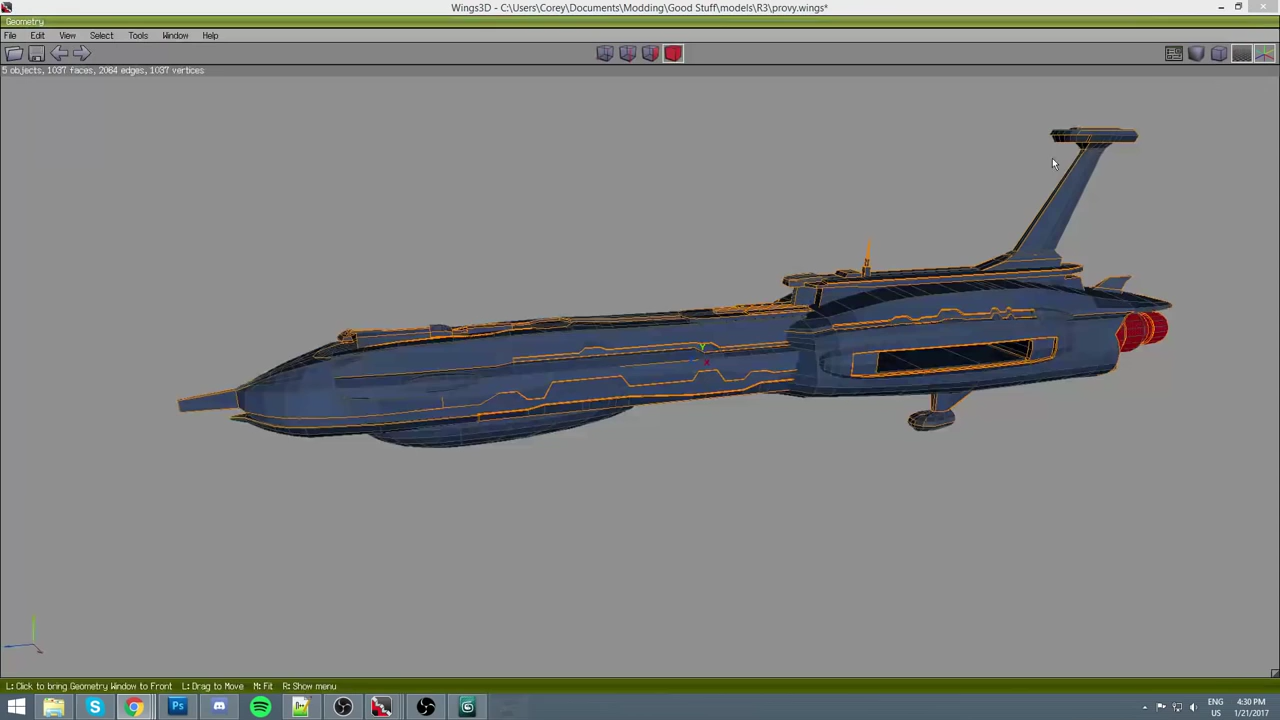 Wings3D - C:\Users\Corey\Documents\Modding\Good Stuff\models\R3\provy.wings*
Geometry
File Edit View Select Tools Window Help
5 objects, 1037 faces, 2064 edges, 1037 vertices
Y
X
L: Click to bring Geometry Window to Front L: Drag to Move M: Fit R: Show menu
S Ps
ENG 4:30 PM
US 1/21/2017